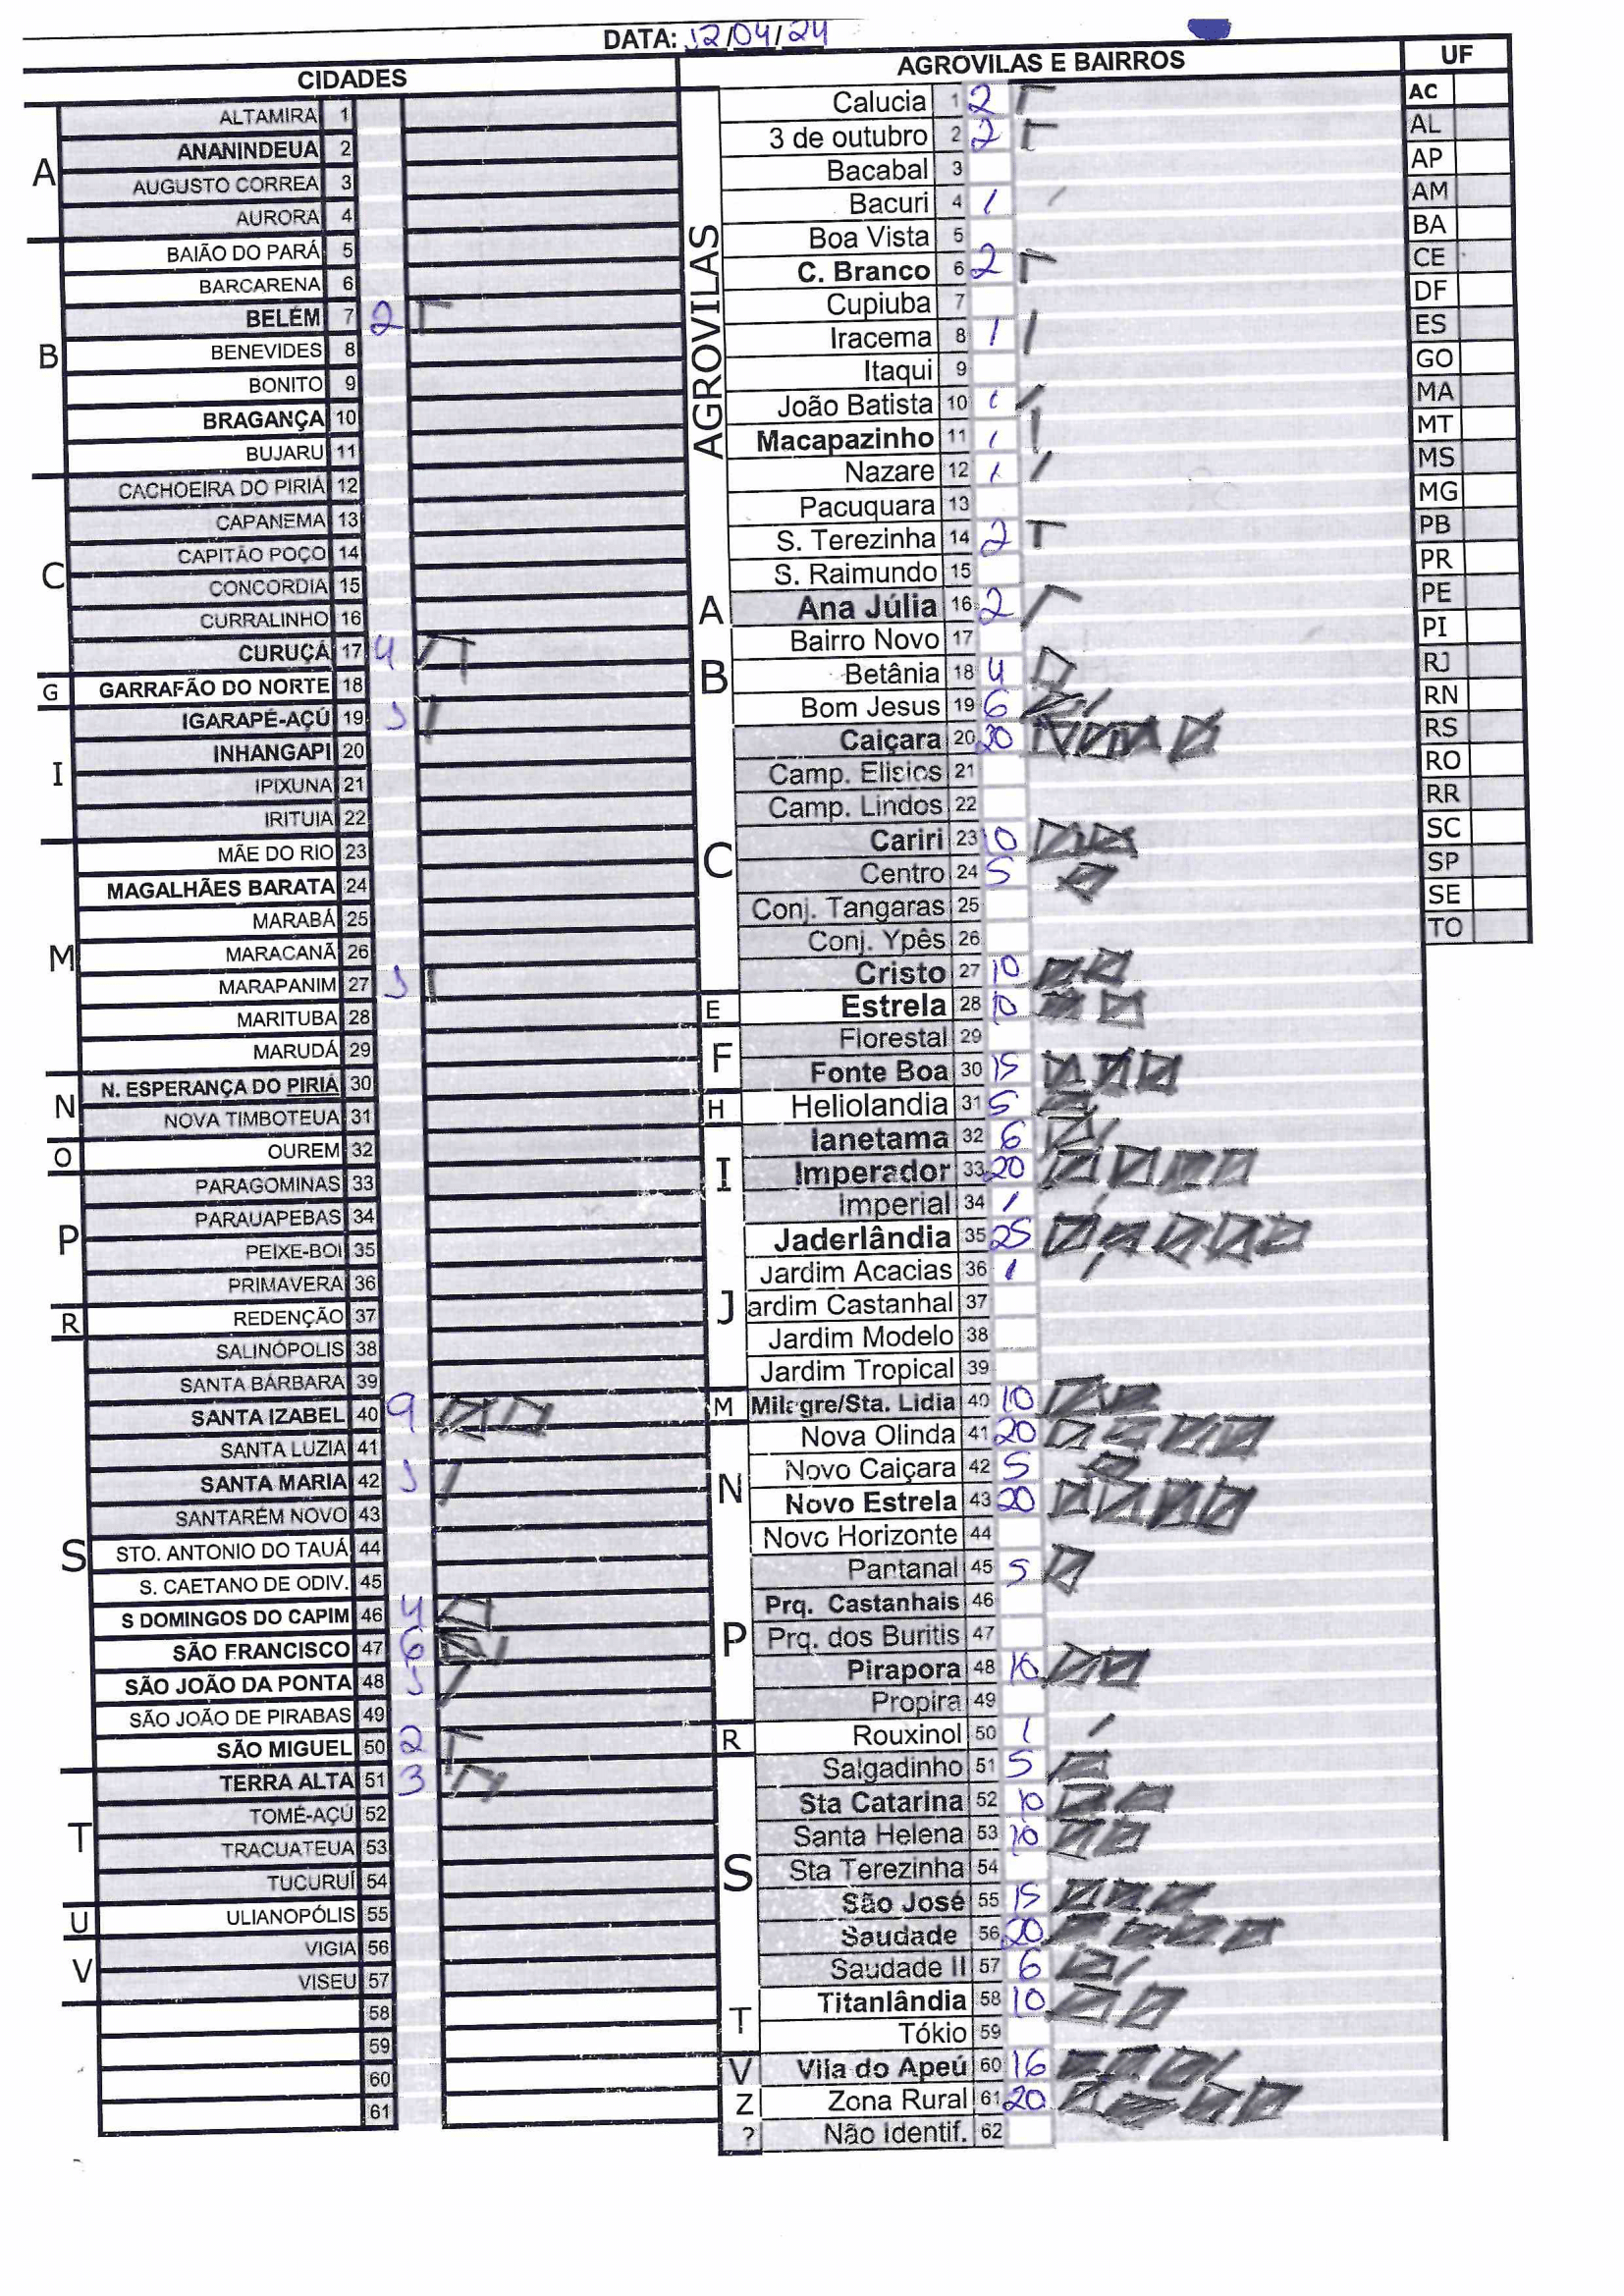 DATA: 12/04/24
CIDADES
A
ALTAMIRA 1
ANANINDEUA 2
AUGUSTO CORREA 3
AURORA 4
B
BAIÃO DO PARÁ 5
BARCARENA 6
BELÉM 7 2
BENEVIDES 8
BONITO 9
BRAGANÇA 10
BUJARU 11
C
CACHOEIRA DO PIRIÁ 12
CAPANEMA 13
CAPITÃO POÇO 14
CONCORDIA 15
CURRALINHO 16
CURUÇÁ 17 4
G
GARRAFÃO DO NORTE 18
I
IGARAPÉ-AÇÚ 19 1
INHANGAPI 20
IPIXUNA 21
IRITUIA 22
M
MÃE DO RIO 23
MAGALHÃES BARATA 24
MARABÁ 25
MARACANÃ 26
MARAPANIM 27 1
MARITUBA 28
MARUDÁ 29
N
N. ESPERANÇA DO PIRIÁ 30
NOVA TIMBOTEUA 31
O
OUREM 32
P
PARAGOMINAS 33
PARAUAPEBAS 34
PEIXE-BOI 35
PRIMAVERA 36
R
REDENÇÃO 37
S
SALINÓPOLIS 38
SANTA BÁRBARA 39
SANTA IZABEL 40 9
SANTA LUZIA 41
SANTA MARIA 42 1
SANTARÉM NOVO 43
STO. ANTONIO DO TAUÁ 44
S. CAETANO DE ODIV. 45
S DOMINGOS DO CAPIM 46 4
SÃO FRANCISCO 47 6
SÃO JOÃO DA PONTA 48 1
SÃO JOÃO DE PIRABAS 49
SÃO MIGUEL 50 2
T
TERRA ALTA 51 3
TOMÉ-AÇÚ 52
TRACUATEUA 53
TUCURUÍ 54
U
ULIANOPÓLIS 55
V
VIGIA 56
VISEU 57
58
59
60
61
AGROVILAS E BAIRROS
AGROVILAS
Calucia 1 2
3 de outubro 2 2
Bacabal 3
Bacuri 4 1
Boa Vista 5
C. Branco 6 2
Cupiuba 7
Iracema 8 1
Itaqui 9
João Batista 10 1
Macapazinho 11 1
Nazare 12 1
Pacuquara 13
S. Terezinha 14 2
S. Raimundo 15
A
Ana Júlia 16 2
B
Bairro Novo 17
Betânia 18 4
Bom Jesus 19 6
C
Caiçara 20 20
Camp. Elisios 21
Camp. Lindos 22
Cariri 23 10
Centro 24 5
Conj. Tangaras 25
Conj. Ypês 26
Cristo 27 10
E
Estrela 28 10
F
Florestal 29
Fonte Boa 30 15
H
Heliolandia 31 5
I
Ianetama 32 6
Imperador 33 20
Imperial 34 1
J
Jaderlândia 35 25
Jardim Acacias 36 1
ardim Castanhal 37
Jardim Modelo 38
Jardim Tropical 39
M
Milagre/Sta. Lidia 40 10
N
Nova Olinda 41 20
Novo Caiçara 42 5
Novo Estrela 43 20
Novo Horizonte 44
P
Pantanal 45 5
Prq. Castanhais 46
Prq. dos Buritis 47
Pirapora 48 10
Propira 49
R
Rouxinol 50 1
S
Salgadinho 51 5
Sta Catarina 52 10
Santa Helena 53 10
Sta Terezinha 54
São José 55 15
Saudade 56 20
Saudade II 57 6
T
Titanlândia 58 10
Tókio 59
V
Vila do Apeú 60 16
Z
Zona Rural 61 20
?
Não Identif. 62
UF
AC
AL
AP
AM
BA
CE
DF
ES
GO
MA
MT
MS
MG
PB
PR
PE
PI
RJ
RN
RS
RO
RR
SC
SP
SE
TO